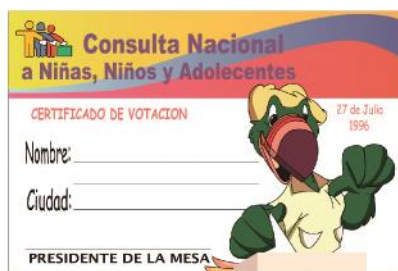 Consulta Nacional
a Niñas, Niños y Adolecentes
CERTIFICADO DE VOTACION
27 de Julio
1996
Nombre:
Ciudad:
PRESIDENTE DE LA MESA